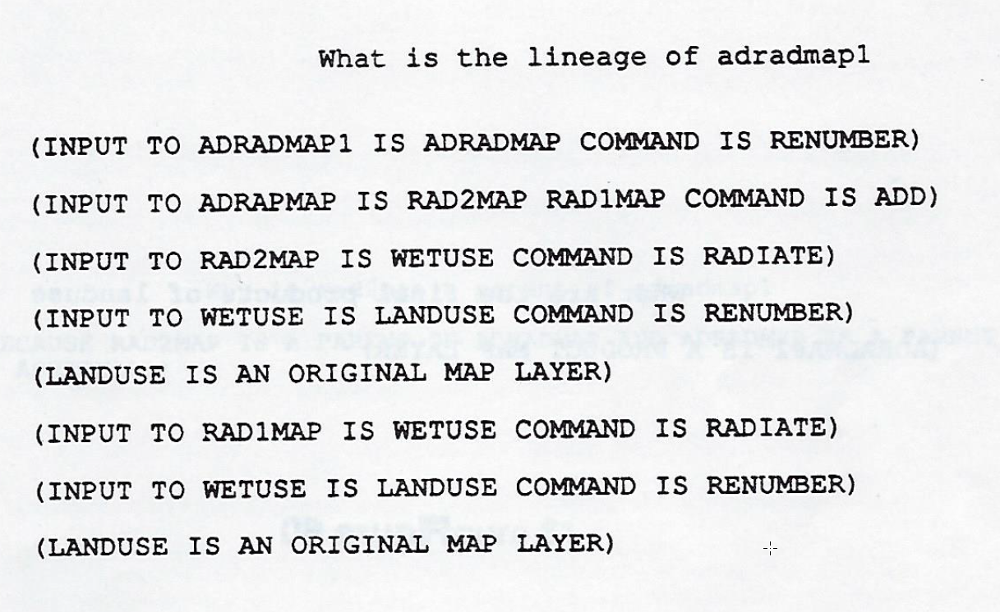 What is the lineage of adradmap1
(INPUT TO ADRADMAP1 IS ADRADMAP COMMAND IS RENUMBER)
(INPUT TO ADRAPMAP IS RAD2MAP RAD1MAP COMMAND IS ADD)
(INPUT TO RAD2MAP IS WETUSE COMMAND IS RADIATE)
(INPUT TO WETUSE IS LANDUSE COMMAND IS RENUMBER)
(LANDUSE IS AN ORIGINAL MAP LAYER)
(INPUT TO RAD1MAP IS WETUSE COMMAND IS RADIATE)
(INPUT TO WETUSE IS LANDUSE COMMAND IS RENUMBER)
(LANDUSE IS AN ORIGINAL MAP LAYER)